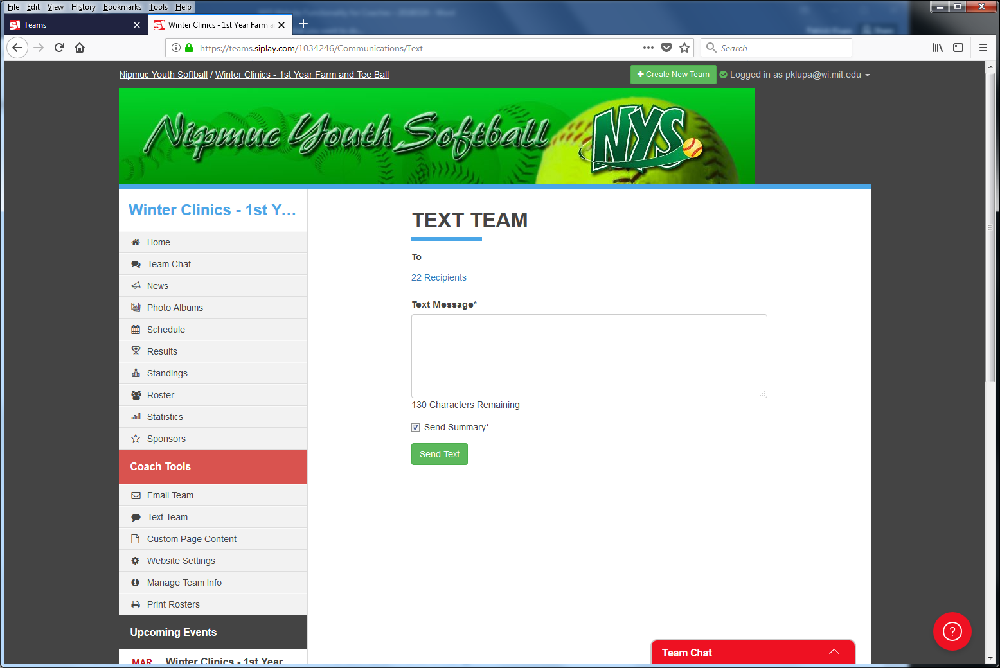 File Edit View History Bookmarks Tools Help
Teams
Winter Clinics - 1st Year Farm a
https://teams.siplay.com/1034246/Communications/Text
Search
Nipmuc Youth Softball / Winter Clinics - 1st Year Farm and Tee Ball
Create New Team
Logged in as pklupa@wi.mit.edu
Nipmuc Youth Softball
NYS
Winter Clinics - 1st Y...
Home
Team Chat
News
Photo Albums
Schedule
Results
Standings
Roster
Statistics
Sponsors
Coach Tools
Email Team
Text Team
Custom Page Content
Website Settings
Manage Team Info
Print Rosters
Upcoming Events
MAR
Winter Clinics - 1st Year
TEXT TEAM
To
22 Recipients
Text Message*
130 Characters Remaining
Send Summary*
Send Text
Team Chat